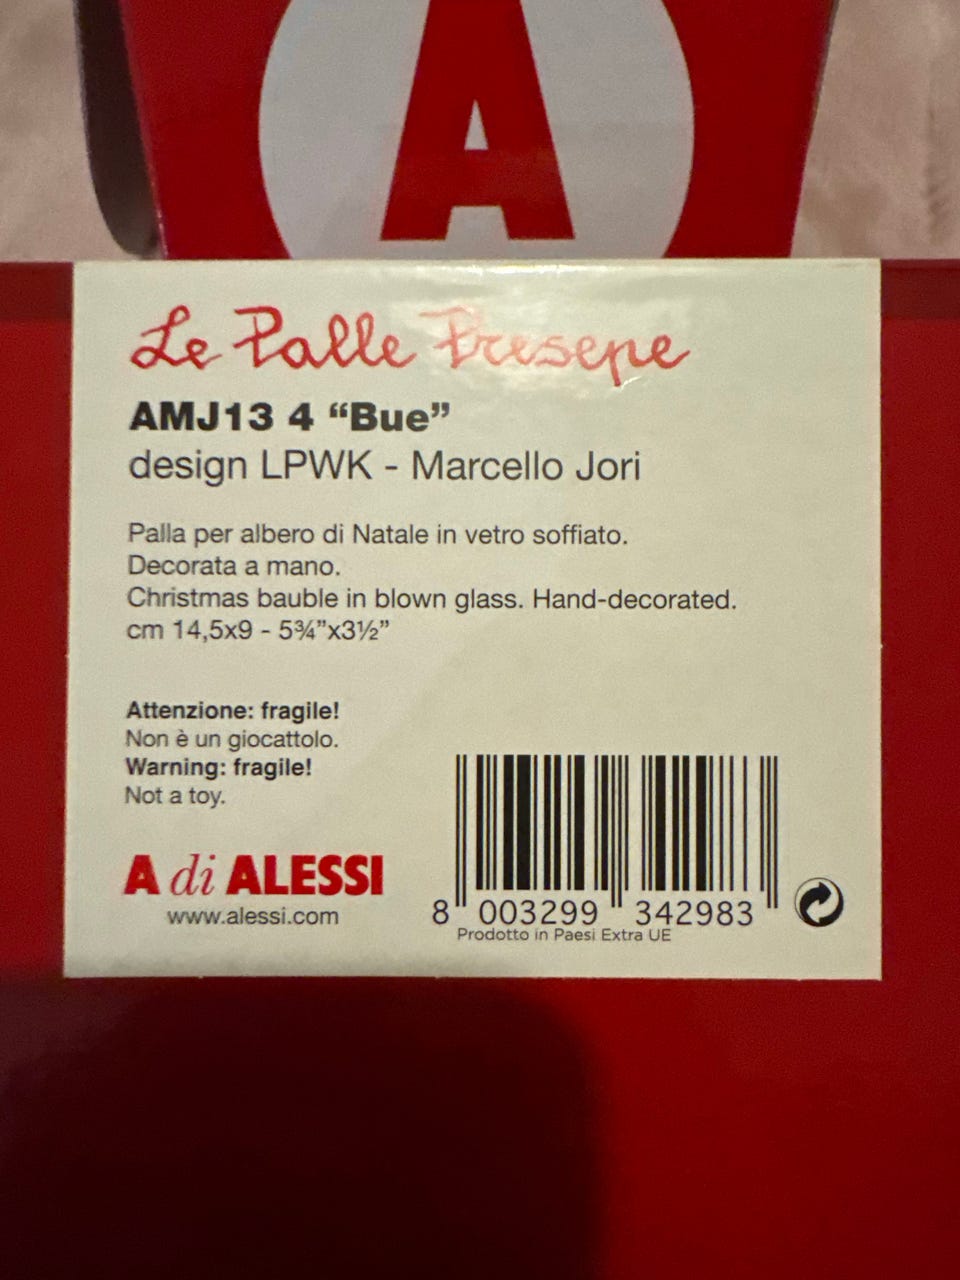 A
Le Palle Presepe
AMJ13 4 “Bue”
design LPWK - Marcello Jori
Palla per albero di Natale in vetro soffiato.
Decorata a mano.
Christmas bauble in blown glass. Hand-decorated.
cm 14,5x9 - 5¾”x3½”
Attenzione: fragile!
Non è un giocattolo.
Warning: fragile!
Not a toy.
A di ALESSI
www.alessi.com
8 003299 342983
Prodotto in Paesi Extra UE